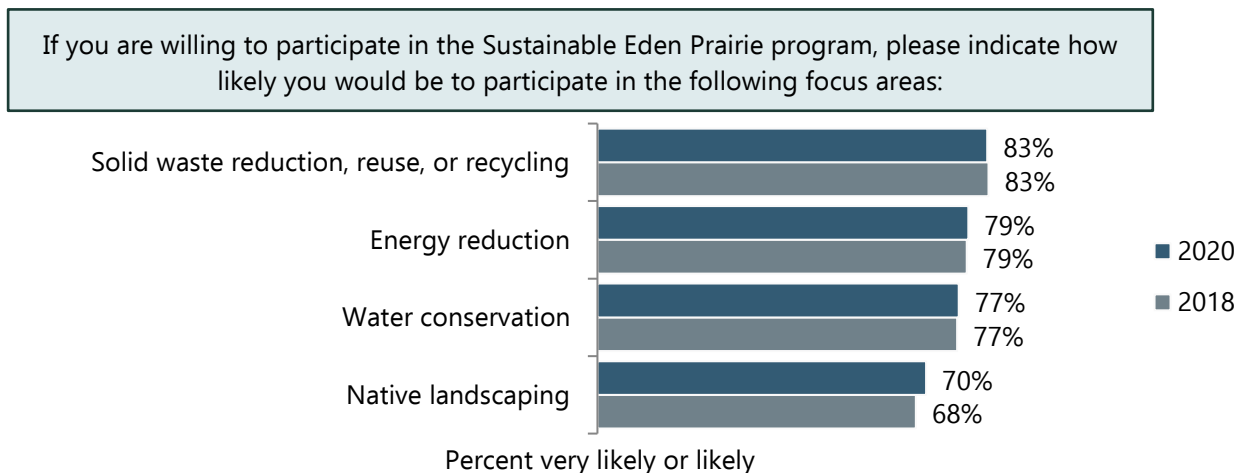 If you are willing to participate in the Sustainable Eden Prairie program, please indicate how
likely you would be to participate in the following focus areas:
Solid waste reduction, reuse, or recycling
83%
83%
Energy reduction
79%
79%
Water conservation
77%
77%
Native landscaping
70%
68%
2020
2018
Percent very likely or likely